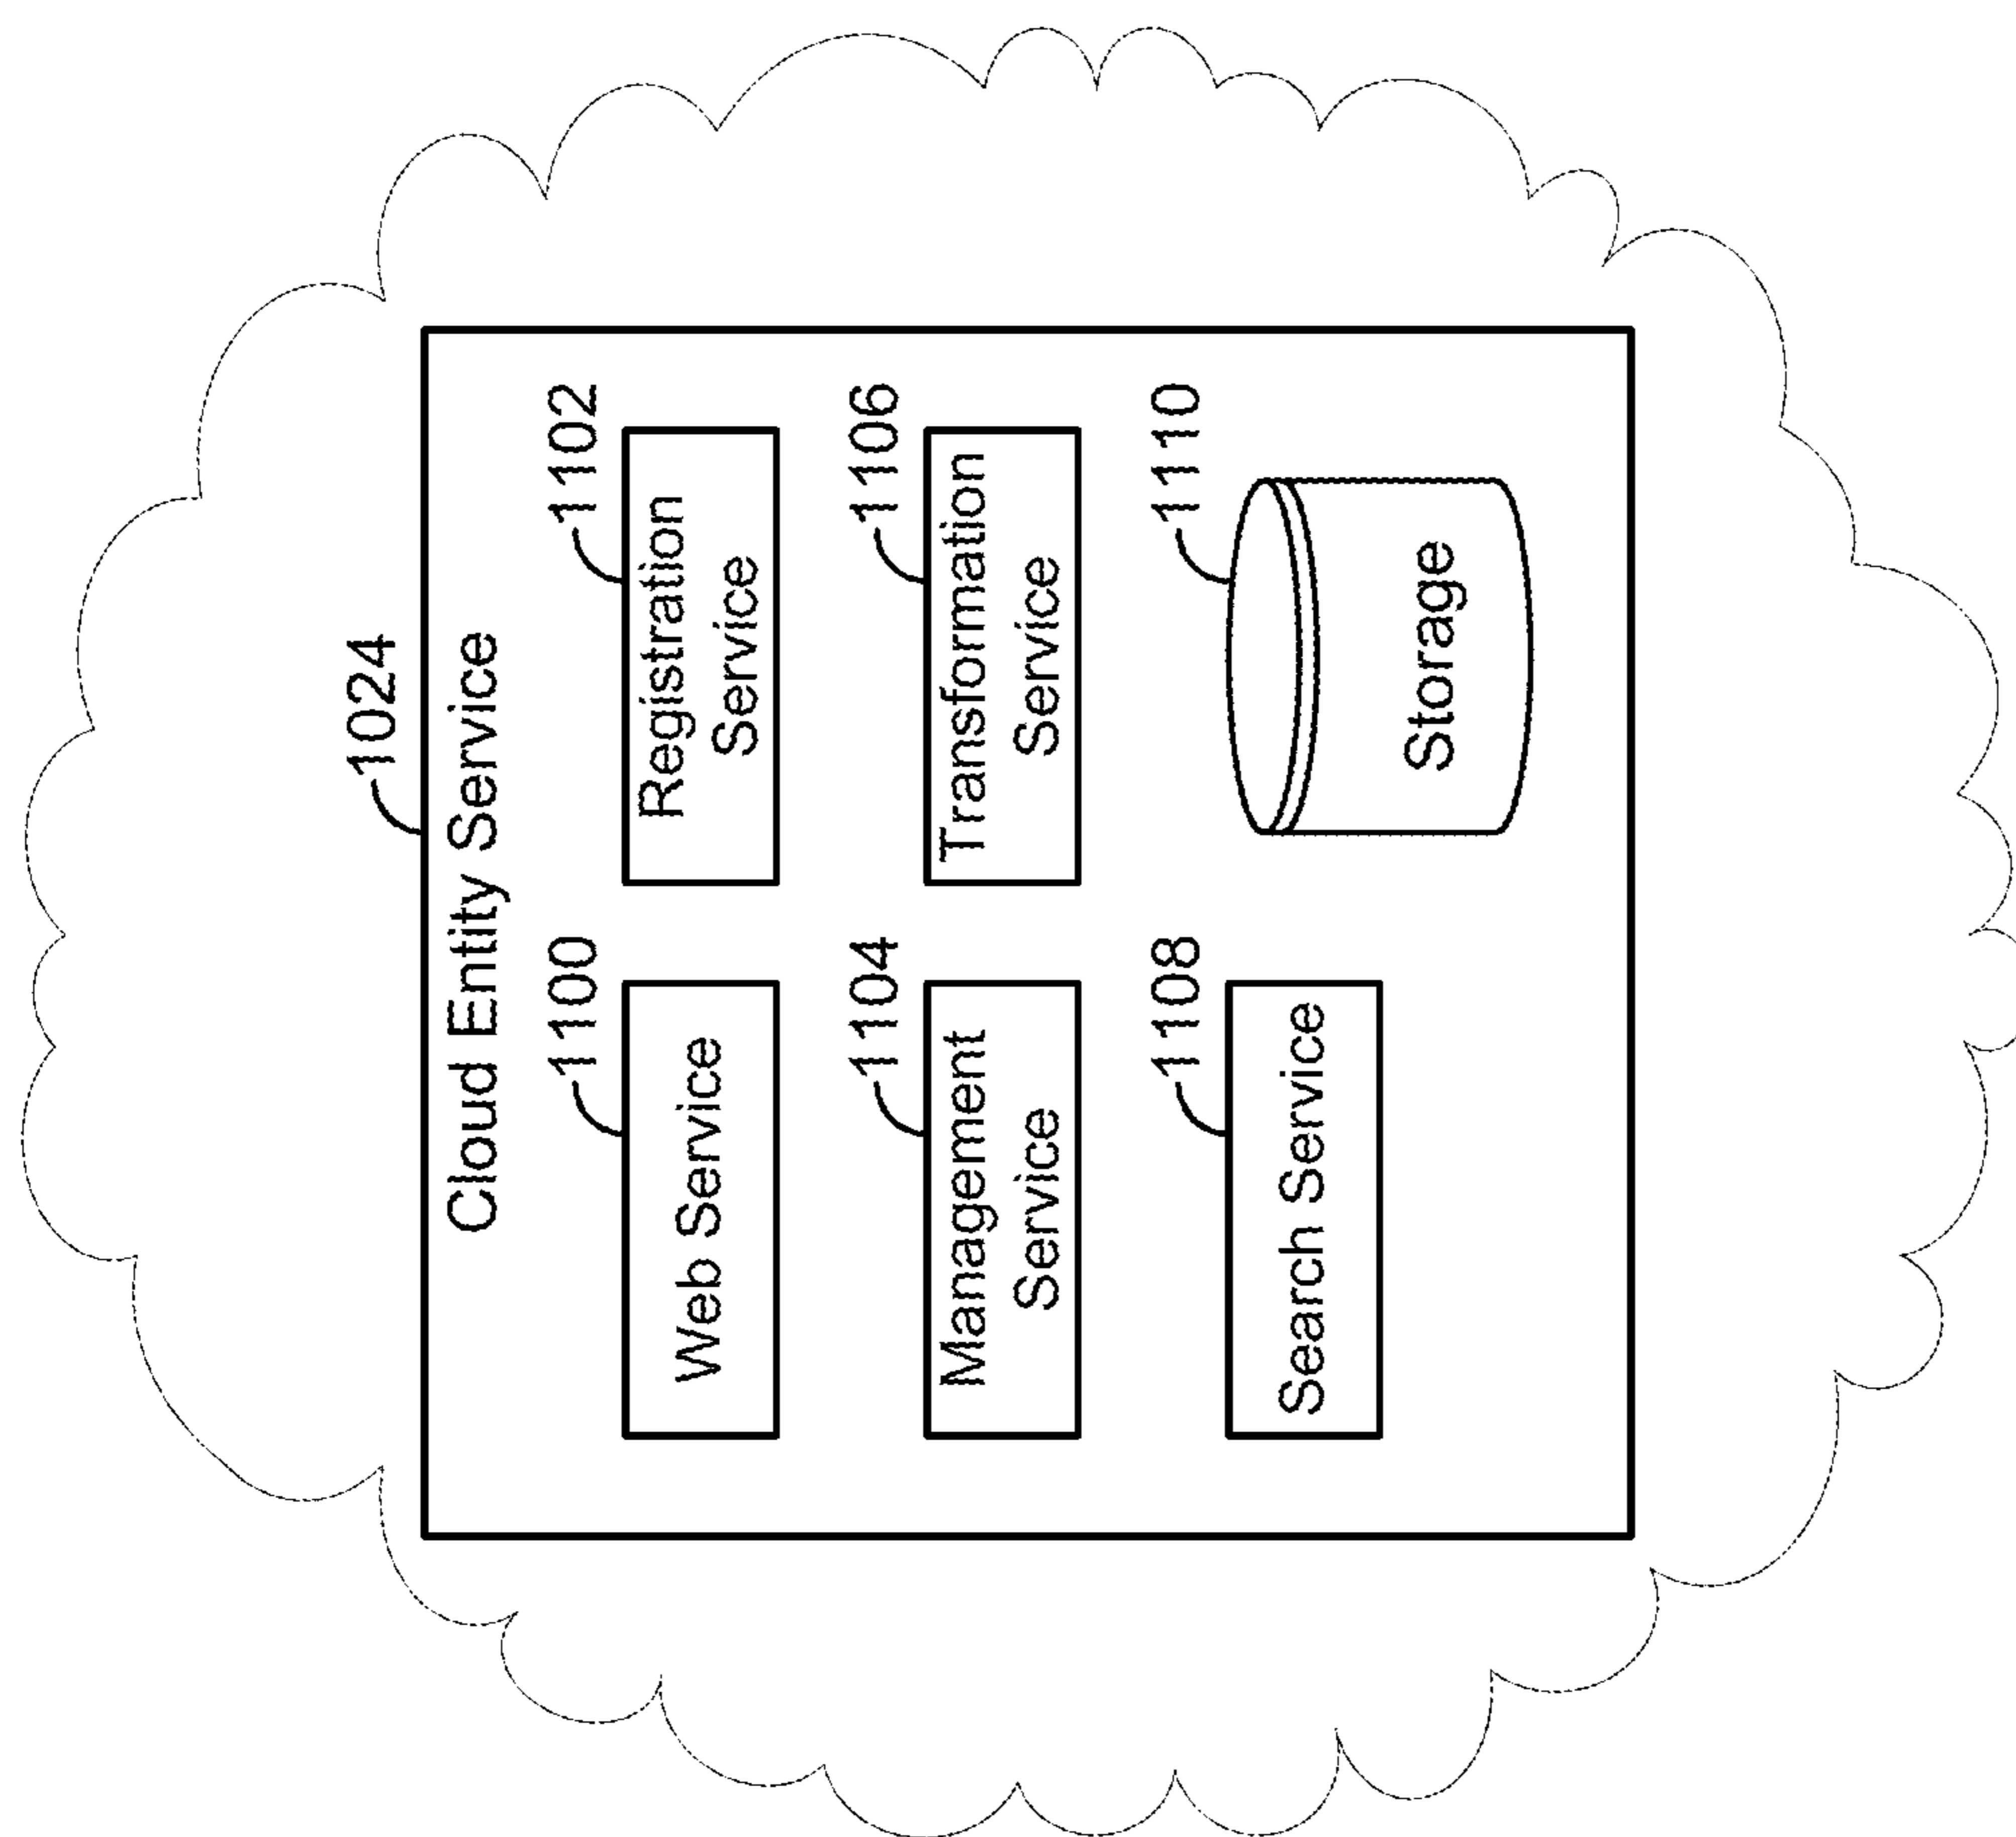 1024
Cloud Entity Service
1100
Web Service
1102
Registration
Service
1104
Management
Service
1106
Transformation
Service
1108
Search Service
1110
Storage